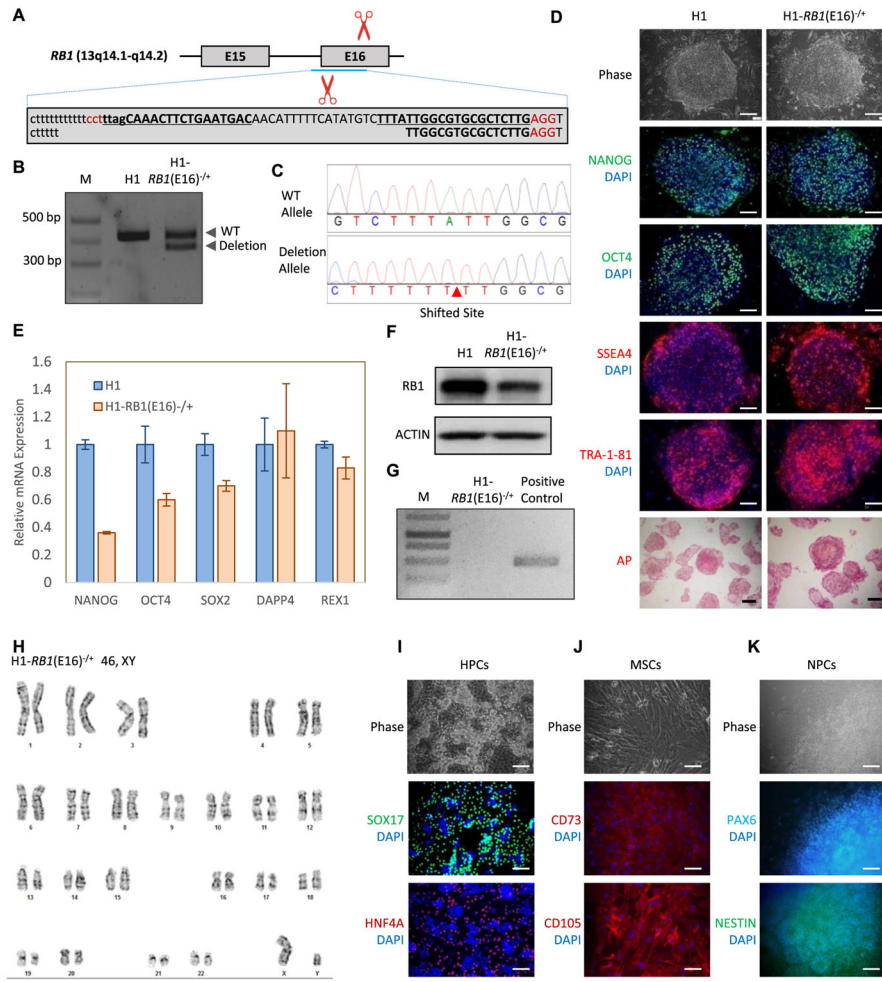 A
RB1 (13q14.1-q14.2)
E15
E16
ctttttttttttcctttagCAAACTTCTGAATGACAACATTTTTCATATGTCTTTATTGGCGTGCGCTCTTGAGGT
ctttttt TTGGCGTGCGCTCTTGAGGT
B
M
H1
H1-
RB1(E16)-/+
500 bp
300 bp
WT
Deletion
C
WT
Allele
G T C T T T A T T G G C G
Deletion
Allele
C T T T T T T T T G G C G
Shifted Site
D
H1
H1-RB1(E16)-/+
Phase
NANOG
DAPI
OCT4
DAPI
SSEA4
DAPI
TRA-1-81
DAPI
AP
E
Relative mRNA Expression
1.6
1.4
1.2
1
0.8
0.6
0.4
0.2
0
H1
H1-RB1(E16)-/+
NANOG
OCT4
SOX2
DAPP4
REX1
F
H1
H1-
RB1(E16)-/+
RB1
ACTIN
G
M
H1-
RB1(E16)-/+
Positive
Control
H
H1-RB1(E16)-/+ 46, XY
1 2 3 4 5
6 7 8 9 10 11 12
13 14 15 16 17 18
19 20 21 22 X Y
I
HPCs
Phase
SOX17
DAPI
HNF4A
DAPI
J
MSCs
Phase
CD73
DAPI
CD105
DAPI
K
NPCs
Phase
PAX6
DAPI
NESTIN
DAPI